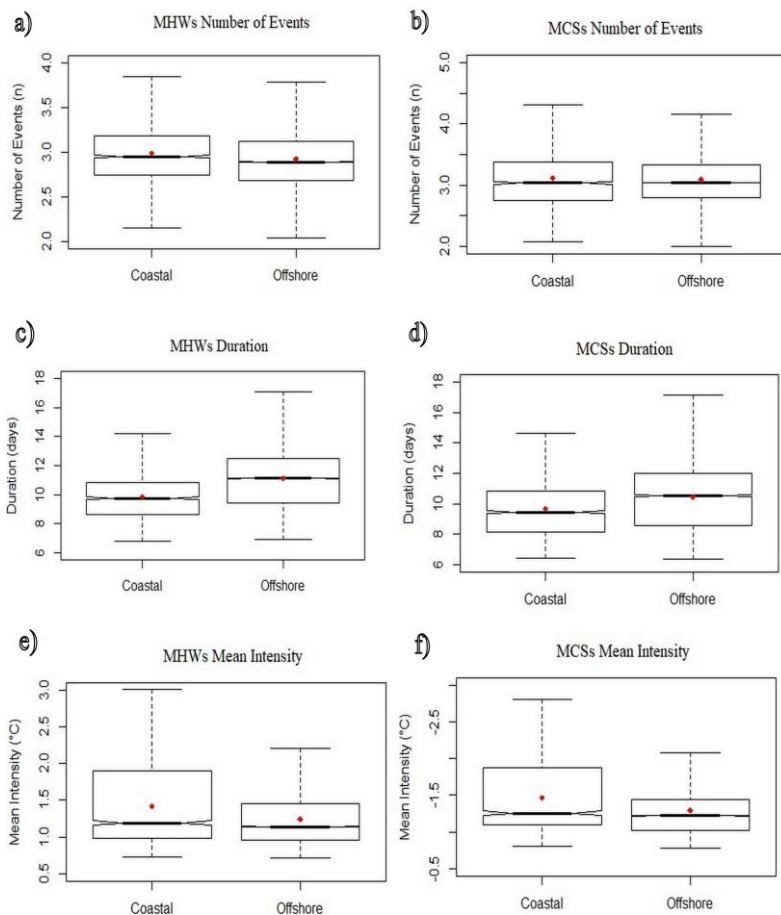 a)
MHWs Number of Events
Number of Events (n)
4.0
3.5
3.0
2.5
2.0
Coastal
Offshore
b)
MCSs Number of Events
Number of Events (n)
5.0
4.0
3.0
2.0
Coastal
Offshore
c)
MHWs Duration
Duration (days)
18
16
14
12
10
8
6
Coastal
Offshore
d)
MCSs Duration
Duration (days)
18
16
14
12
10
8
6
Coastal
Offshore
e)
MHWs Mean Intensity
Mean Intensity (°C)
3.0
2.5
2.0
1.5
1.0
0.5
Coastal
Offshore
f)
MCSs Mean Intensity
Mean Intensity (°C)
-2.5
-1.5
-0.5
Coastal
Offshore